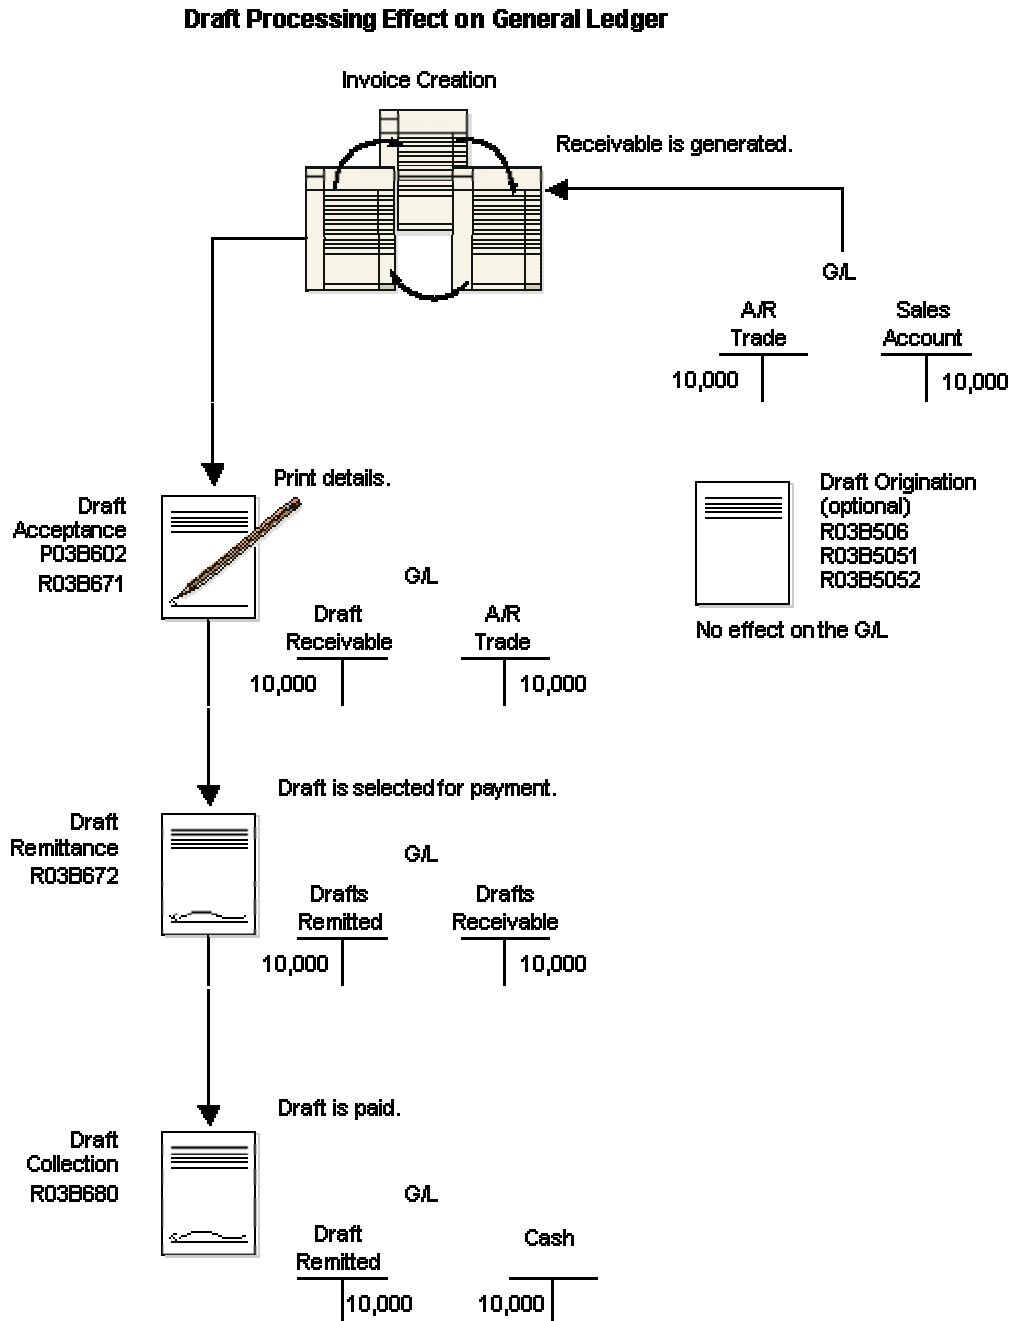 Draft Processing Effect on General Ledger
Invoice Creation
Receivable is generated.
G/L
A/R
Trade
Sales
Account
10,000
10,000
Draft
Acceptance
P03B602
R03B671
Print details.
G/L
Draft
Receivable
A/R
Trade
10,000
10,000
Draft Origination
(optional)
R03B506
R03B5051
R03B5052
No effect on the G/L
Draft is selected for payment.
Draft
Remittance
R03B672
G/L
Drafts
Remitted
Drafts
Receivable
10,000
10,000
Draft is paid.
Draft
Collection
R03B680
G/L
Draft
Remitted
Cash
10,000
10,000